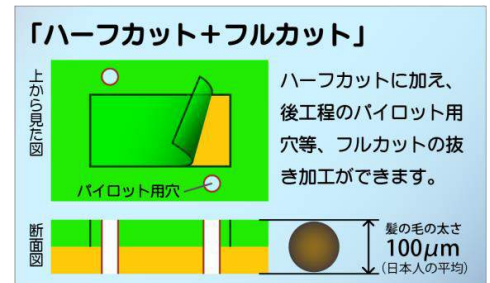 「ハーフカット＋フルカット」
上から見た図
パイロット用穴
ハーフカットに加え、
後工程のパイロット用
穴等、フルカットの抜
き加工ができます。
断面図
髪の毛の太さ
100μm
(日本人の平均)